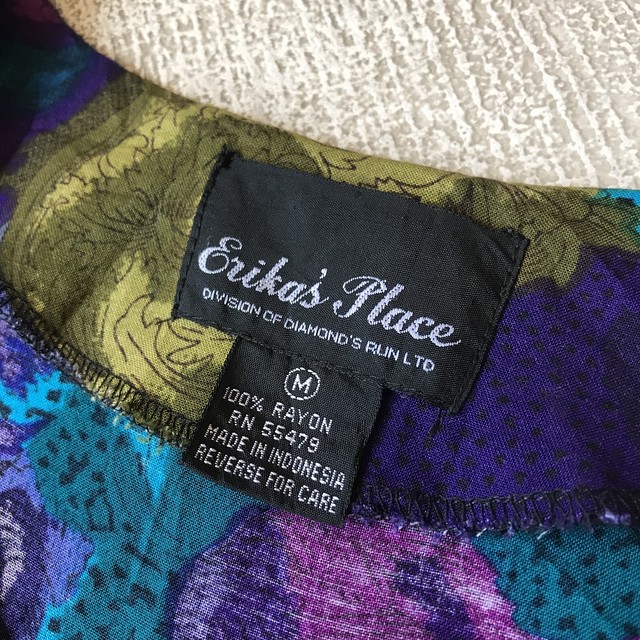 Erika's Place
DIVISION OF DIAMOND'S RUN LTD
M
100% RAYON
RN 55479
MADE IN INDONESIA
REVERSE FOR CARE